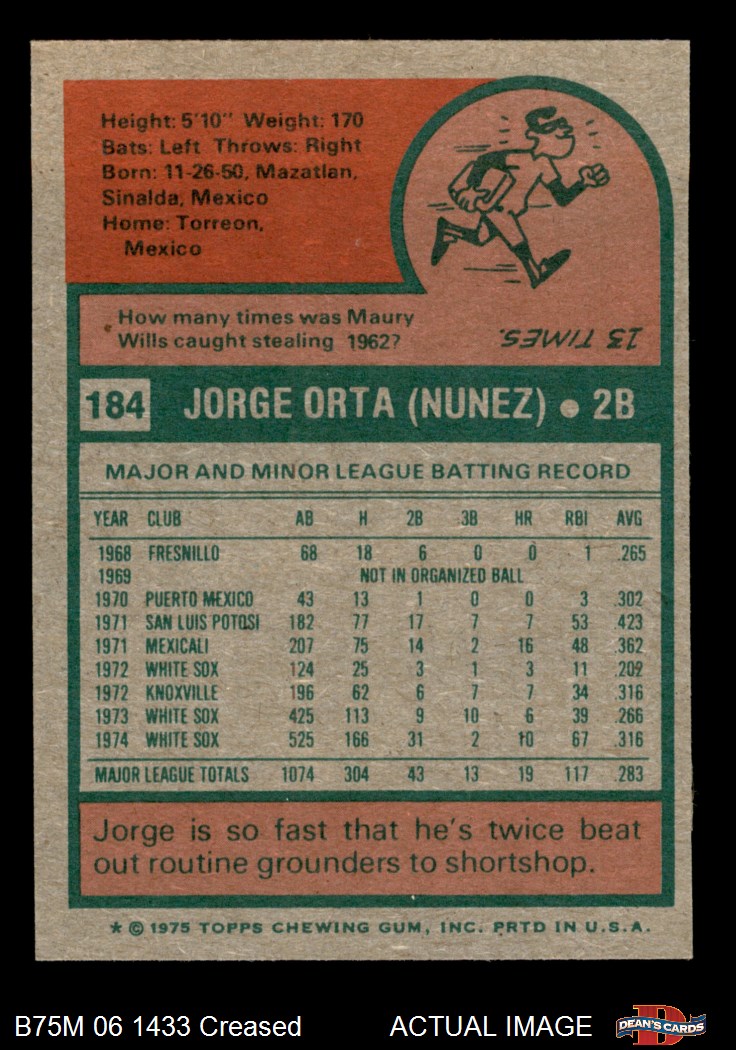 Height: 5'10" Weight: 170
Bats: Left Throws: Right
Born: 11-26-50, Mazatlan,
Sinalda, Mexico
Home: Torreon,
Mexico
How many times was Maury
Wills caught stealing 1962?
13 TIMES.
184 JORGE ORTA (NUNEZ) • 2B
MAJOR AND MINOR LEAGUE BATTING RECORD
YEAR CLUB AB H 2B 3B HR RBI AVG
1968 FRESNILLO 68 18 6 0 0 1 .265
1969 NOT IN ORGANIZED BALL
1970 PUERTO MEXICO 43 13 1 0 0 3 .302
1971 SAN LUIS POTOSI 182 77 17 7 7 53 .423
1971 MEXICALI 207 75 14 2 16 48 .362
1972 WHITE SOX 124 25 3 1 3 11 .202
1972 KNOXVILLE 196 62 6 7 7 34 .316
1973 WHITE SOX 425 113 9 10 6 39 .266
1974 WHITE SOX 525 166 31 2 10 67 .316
MAJOR LEAGUE TOTALS 1074 304 43 13 19 117 .283
Jorge is so fast that he's twice beat
out routine grounders to shortshop.
* © 1975 TOPPS CHEWING GUM, INC. PRTD IN U.S.A.
B75M 06 1433 Creased ACTUAL IMAGE
D
DEAN'S CARDS